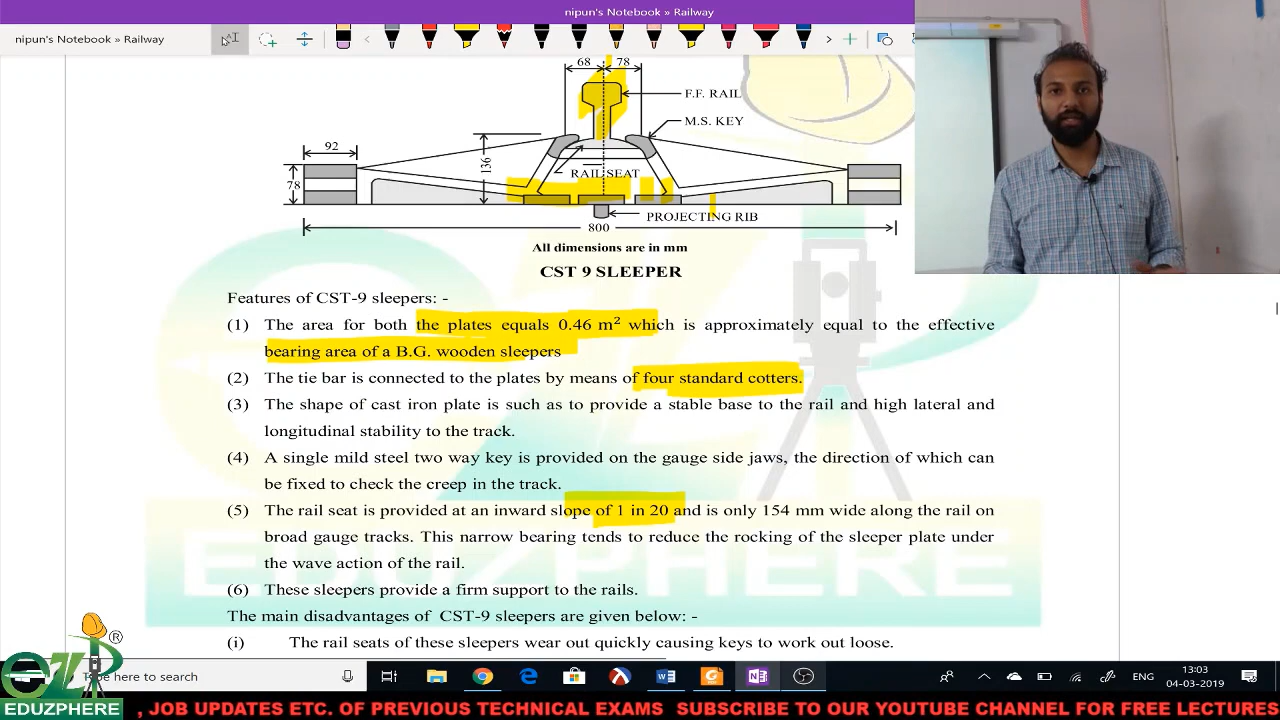 nipun's Notebook » Railway
nipun's Notebook » Railway
68 78
F.F. RAIL
M.S. KEY
92
136
RAIL SEAT
78
PROJECTING RIB
800
All dimensions are in mm
CST 9 SLEEPER
Features of CST-9 sleepers: -
(1) The area for both the plates equals 0.46 m² which is approximately equal to the effective
bearing area of a B.G. wooden sleepers
(2) The tie bar is connected to the plates by means of four standard cotters.
(3) The shape of cast iron plate is such as to provide a stable base to the rail and high lateral and
longitudinal stability to the track.
(4) A single mild steel two way key is provided on the gauge side jaws, the direction of which can
be fixed to check the creep in the track.
(5) The rail seat is provided at an inward slope of 1 in 20 and is only 154 mm wide along the rail on
broad gauge tracks. This narrow bearing tends to reduce the rocking of the sleeper plate under
the wave action of the rail.
(6) These sleepers provide a firm support to the rails.
The main disadvantages of CST-9 sleepers are given below: -
(i) The rail seats of these sleepers wear out quickly causing keys to work out loose.
EDUZPHERE
®
ype here to search
ENG
13:03
04-03-2019
EDUZPHERE
, JOB UPDATES ETC. OF PREVIOUS TECHNICAL EXAMS SUBSCRIBE TO OUR YOUTUBE CHANNEL FOR FREE LECTURES